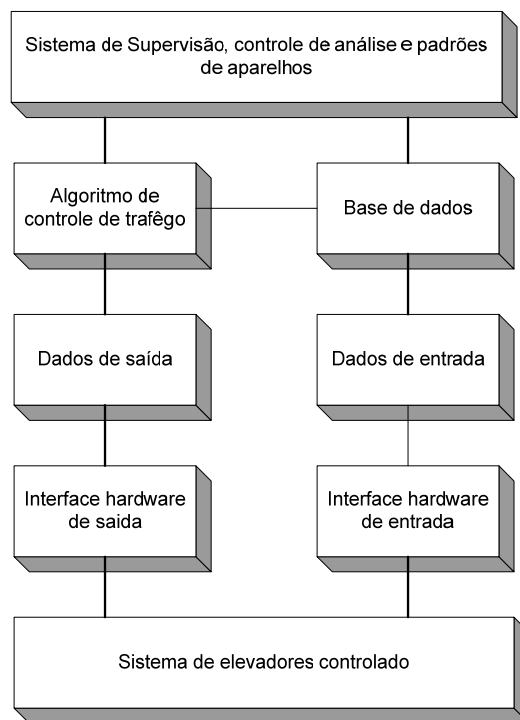 Sistema de Supervisão, controle de análise e padrões
de aparelhos
Algoritmo de
controle de trafêgo
Base de dados
Dados de saída
Dados de entrada
Interface hardware
de saida
Interface hardware
de entrada
Sistema de elevadores controlado